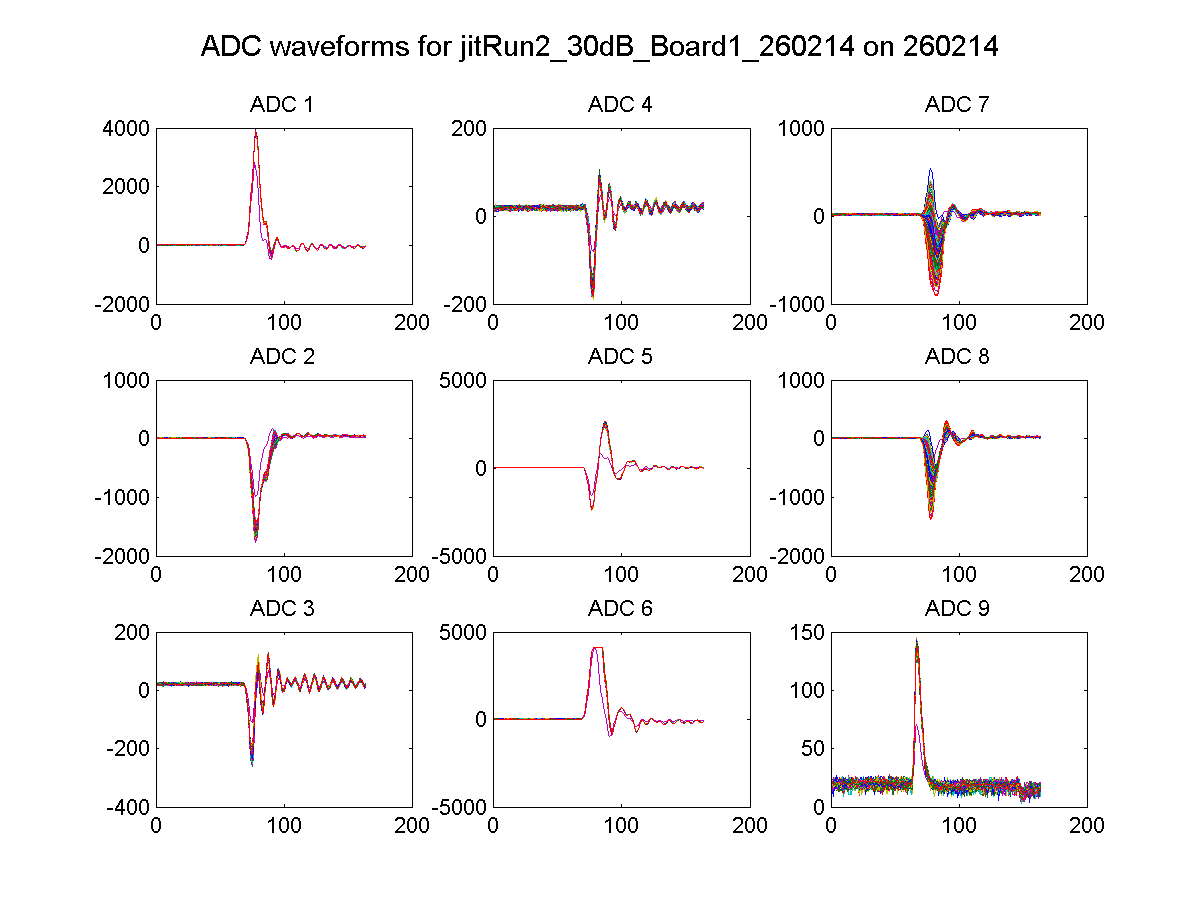 ADC waveforms for jitRun2_30dB_Board1_260214 on 260214
ADC 1
4000
2000
0
-2000
0 100 200
ADC 4
200
0
-200
0 100 200
ADC 7
1000
0
-1000
0 100 200
ADC 2
1000
0
-1000
-2000
0 100 200
ADC 5
5000
0
-5000
0 100 200
ADC 8
1000
0
-1000
-2000
0 100 200
ADC 3
200
0
-200
-400
0 100 200
ADC 6
5000
0
-5000
0 100 200
ADC 9
150
100
50
0
0 100 200